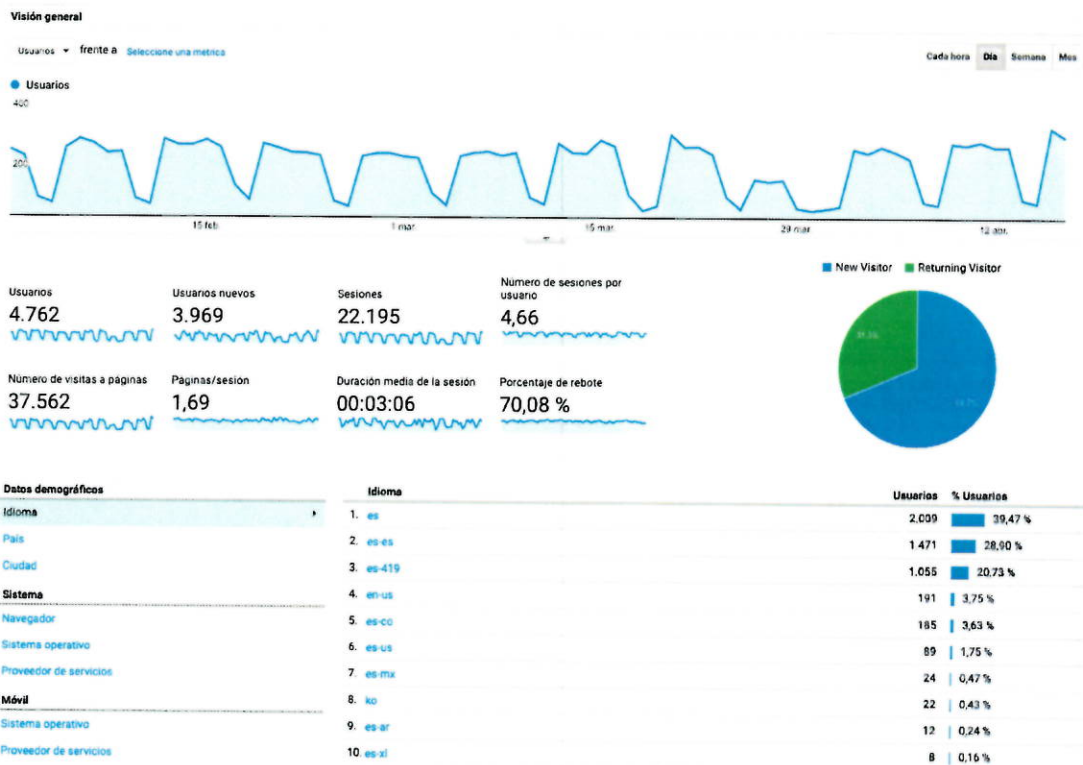 Visión general
Usuarios frente a Seleccione una métrica
Cada hora Día Semana Mes
Usuarios
400
200
15 feb.
1 mar.
15 mar.
29 mar.
12 abr.
New Visitor Returning Visitor
Usuarios
4.762
Usuarios nuevos
3.969
Sesiones
22.195
Número de sesiones por
usuario
4,66
Número de visitas a páginas
37.562
Páginas/sesión
1,69
Duración media de la sesión
00:03:06
Porcentaje de rebote
70,08 %
Datos demográficos
Idioma
País
Ciudad
Sistema
Navegador
Sistema operativo
Proveedor de servicios
Móvil
Sistema operativo
Proveedor de servicios
Idioma Usuarios % Usuarios
1. es 2.009 39,47 %
2. es-es 1.471 28,90 %
3. es-419 1.055 20,73 %
4. en-us 191 3,75 %
5. es-co 185 3,63 %
6. es-us 89 1,75 %
7. es-mx 24 0,47 %
8. ko 22 0,43 %
9. es-ar 12 0,24 %
10. es-xl 8 0,16 %